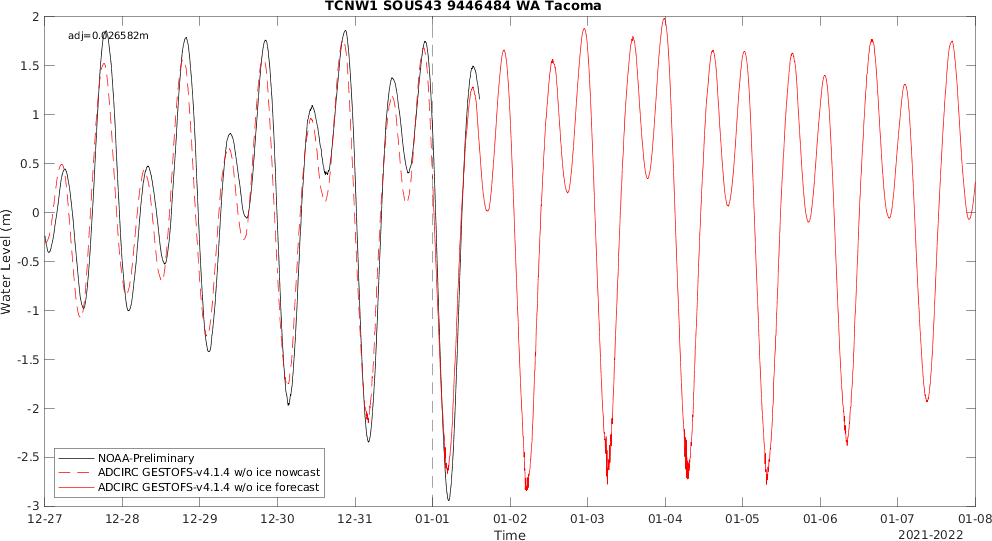 TCNW1 SOUS43 9446484 WA Tacoma
adj=0.026582m
2
1.5
1
0.5
0
-0.5
-1
-1.5
-2
-2.5
-3
Water Level (m)
NOAA-Preliminary
ADCIRC GESTOFS-v4.1.4 w/o ice nowcast
ADCIRC GESTOFS-v4.1.4 w/o ice forecast
12-27 12-28 12-29 12-30 12-31 01-01 01-02 01-03 01-04 01-05 01-06 01-07 01-08
Time
2021-2022